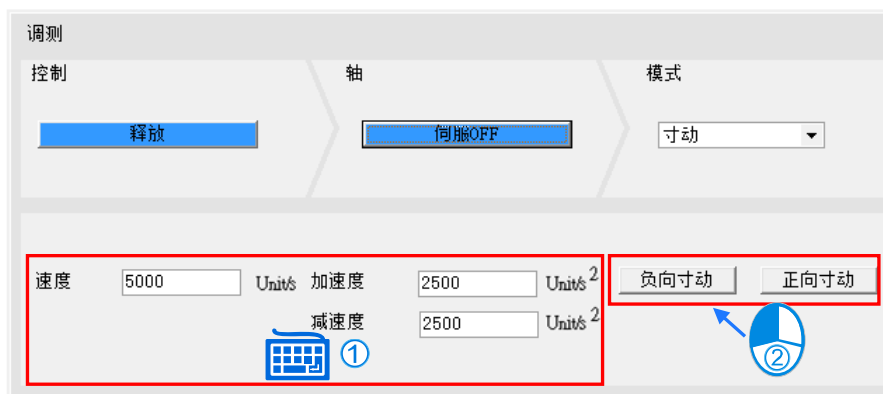 调测
控制 轴 模式
释放 伺服OFF 寸动
速度 5000 Unit/s 加速度 2500 Unit/s 2 负向寸动 正向寸动
减速度 2500 Unit/s 2
①
②